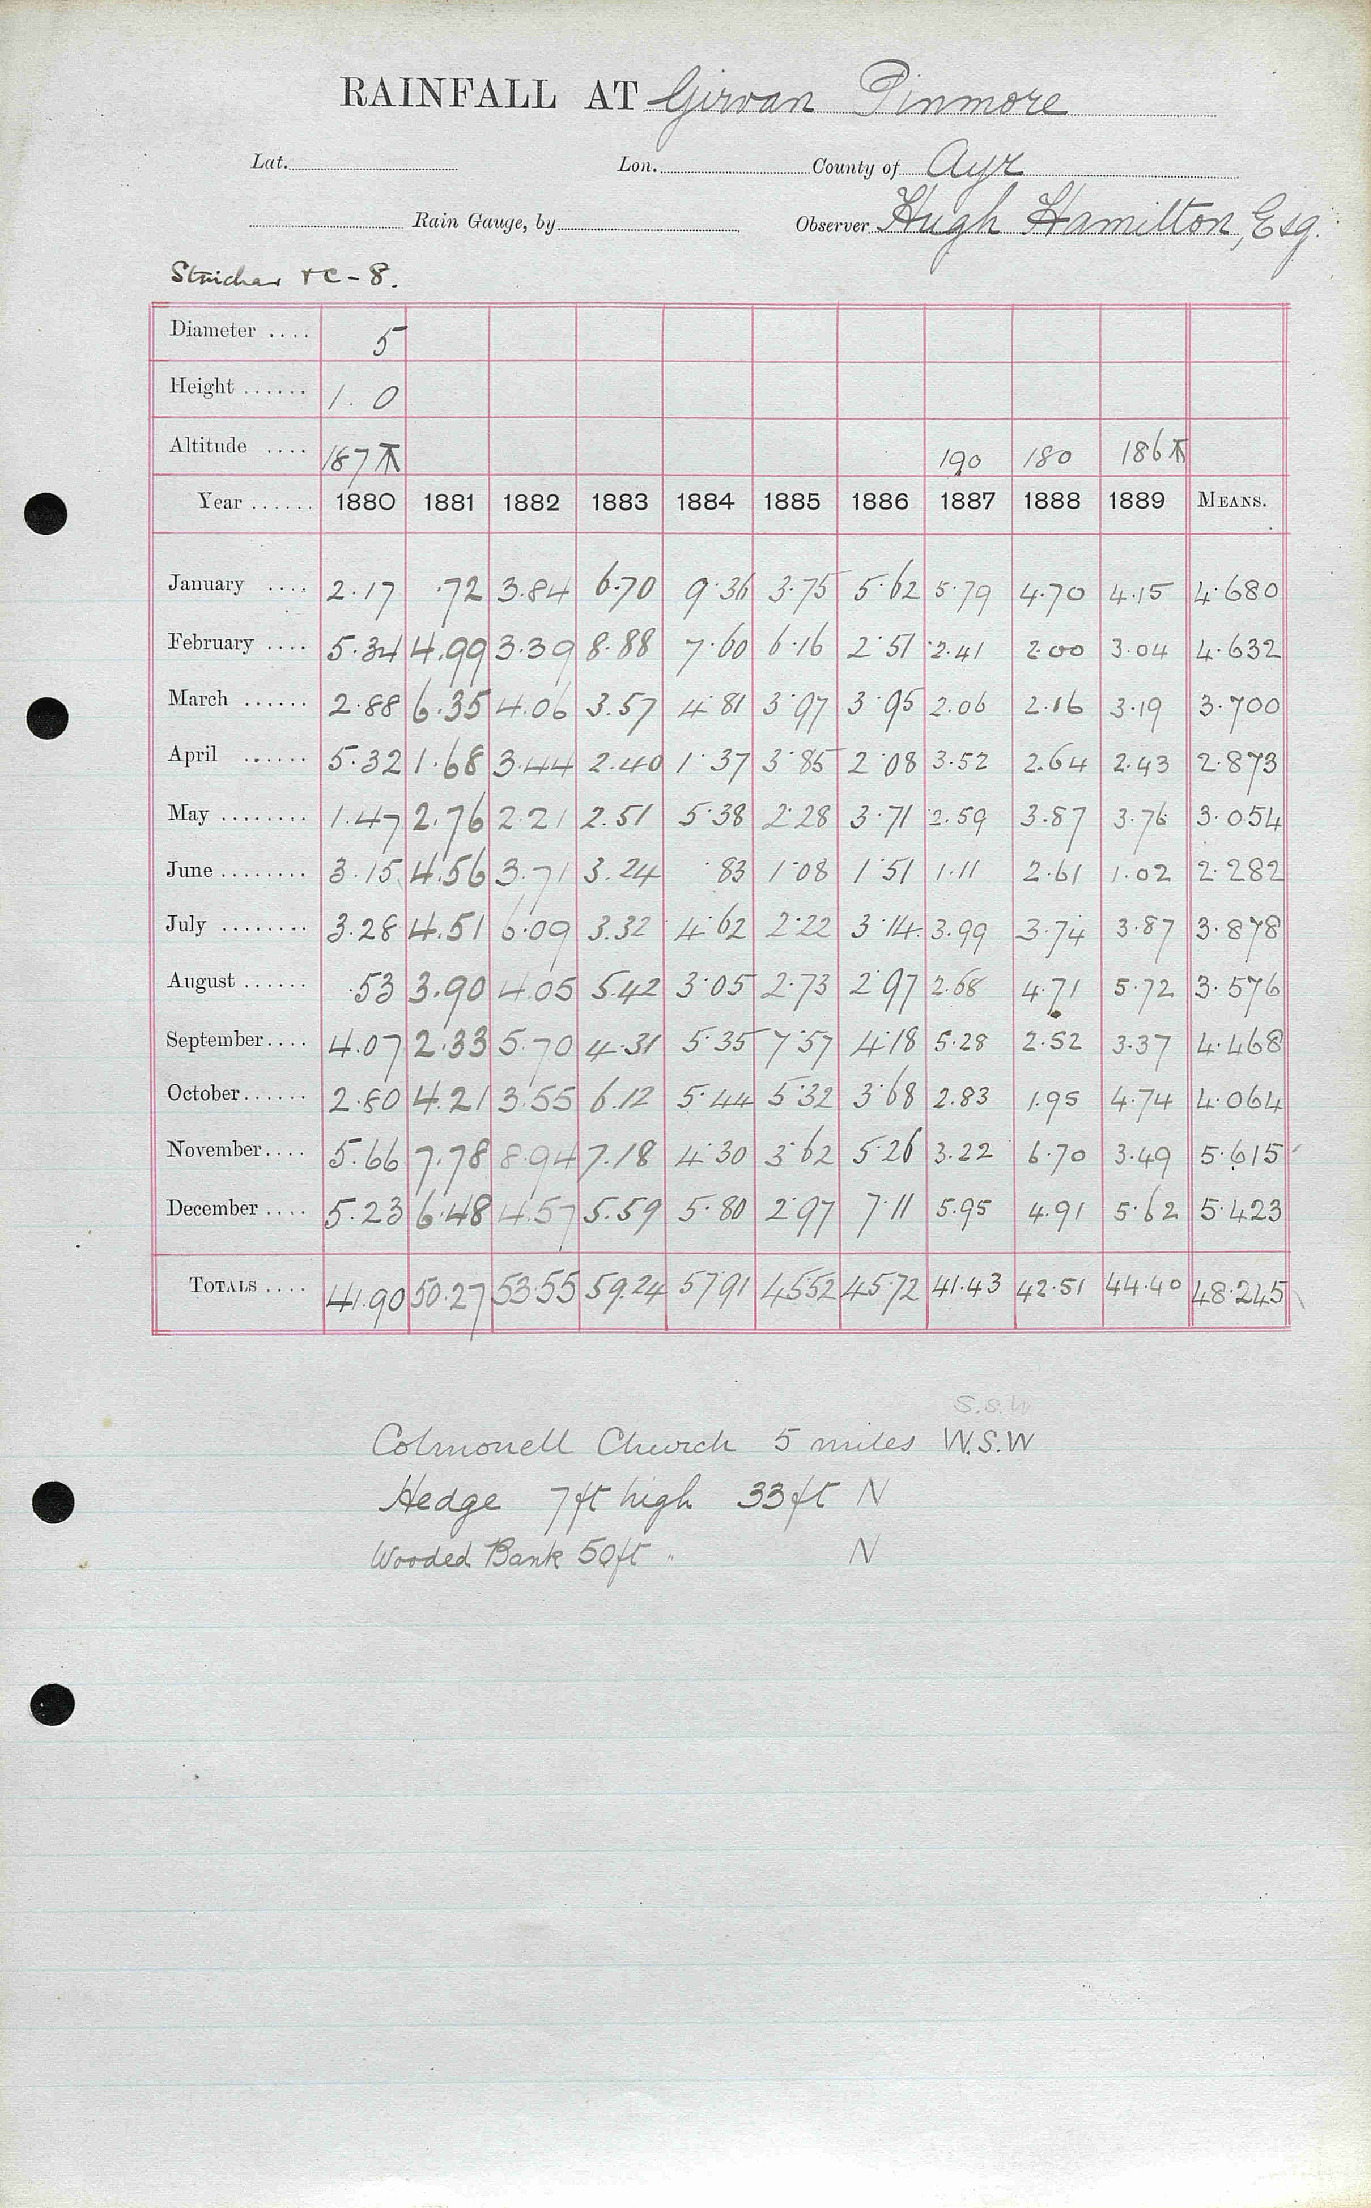 RAINFALL AT Girvan Pinmore
Lat. Lon. County of Ayr
Rain Gauge, by Observer Hugh Hamilton, Esq.
C-8.
Diameter .... 5
Height ...... 1.0
Altitude .... 187 190 180 186
Year ...... 1880 1881 1882 1883 1884 1885 1886 1887 1888 1889 MEANS.
January .... 2.17 .72 3.84 6.70 9.36 3.75 5.62 5.79 4.70 4.15 4.680
February .... 5.34 4.99 3.39 8.88 7.60 6.16 2.51 2.41 2.00 3.04 4.632
March ...... 2.88 6.35 4.06 3.57 4.81 3.97 3.95 2.06 2.16 3.19 3.700
April ...... 5.32 1.68 3.44 2.40 1.37 3.85 2.08 3.52 2.64 2.43 2.873
May ........ 1.47 2.76 2.21 2.51 5.38 2.28 3.71 2.59 3.87 3.76 3.054
June ........ 3.15 4.56 3.71 3.24 .83 1.08 1.51 1.11 2.61 1.02 2.282
July ........ 3.28 4.51 6.09 3.32 4.62 2.22 3.14 3.99 3.74 3.87 3.878
August ...... .53 3.90 4.05 5.42 3.05 2.73 2.97 2.68 4.71 5.72 3.576
September.... 4.07 2.33 5.70 4.31 5.35 7.57 4.18 5.28 2.52 3.37 4.468
October...... 2.80 4.21 3.55 6.12 5.44 5.32 3.68 2.83 1.95 4.74 4.064
November.... 5.66 7.78 8.94 7.18 4.30 3.62 5.26 3.22 6.70 3.49 5.615
December .... 5.23 6.48 4.57 5.59 5.80 2.97 7.11 5.95 4.91 5.62 5.423
TOTALS .... 41.90 50.27 53.55 59.24 57.91 45.52 45.72 41.43 42.51 44.40 48.245
S.S.W
Colmonell Church 5 miles W.S.W
Hedge 7ft high 33ft N
Wooded Bank 50ft " N